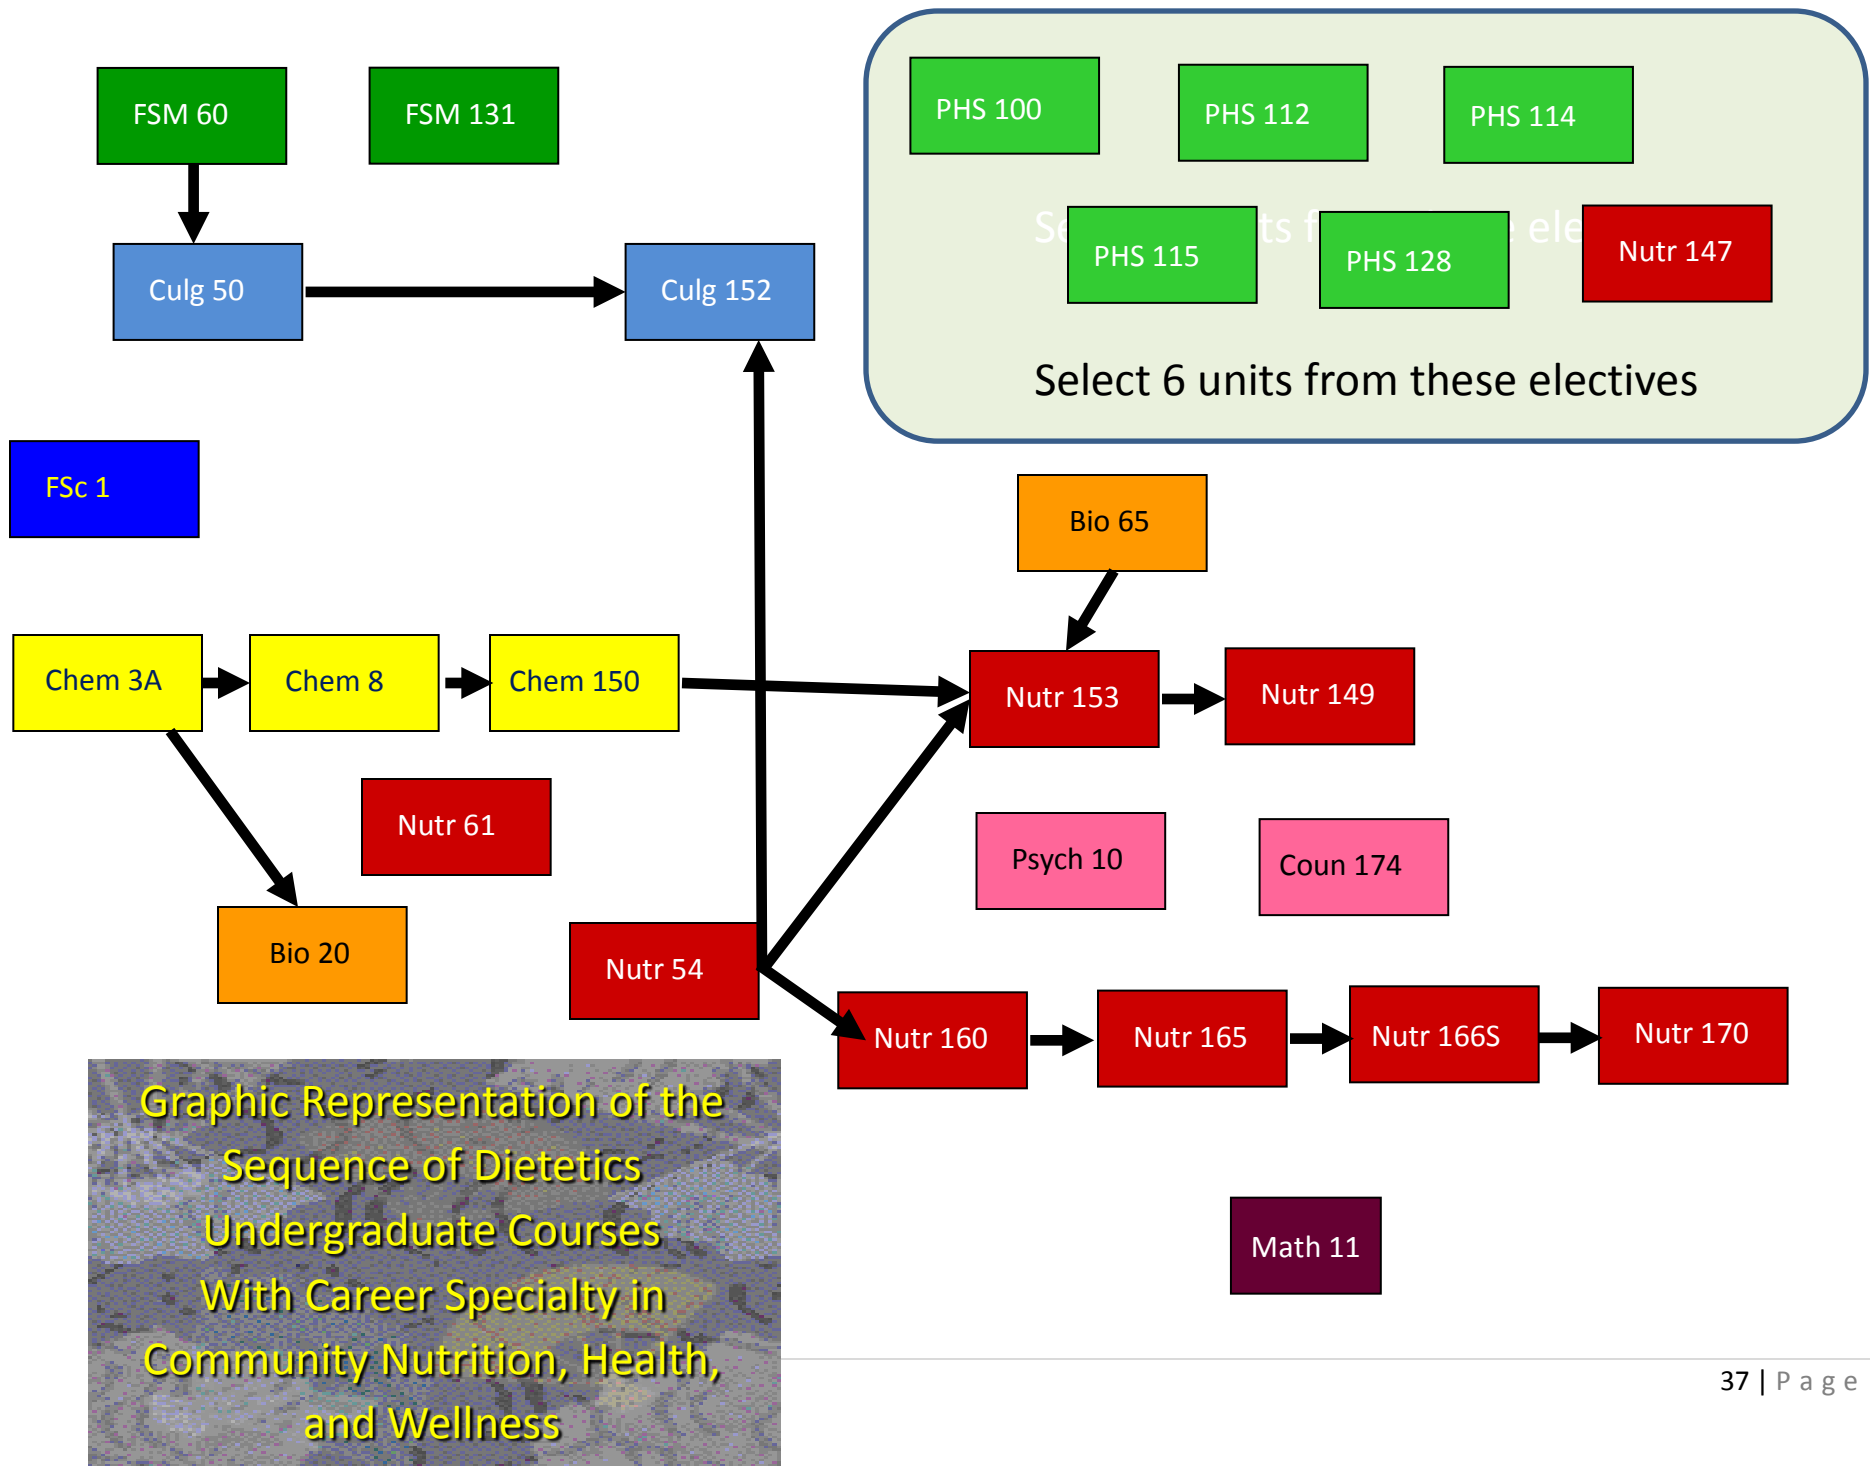 FSM 60
FSM 131
PHS 100
PHS 112
PHS 114
PHS 115
PHS 128
Nutr 147
Culg 50
Culg 152
Select 6 units from these electives
FSc 1
Bio 65
Chem 3A
Chem 8
Chem 150
Nutr 153
Nutr 149
Nutr 61
Psych 10
Coun 174
Bio 20
Nutr 54
Nutr 160
Nutr 165
Nutr 166S
Nutr 170
Graphic Representation of the
Sequence of Dietetics
Undergraduate Courses
With Career Specialty in
Community Nutrition, Health,
and Wellness
Math 11
37 | Page